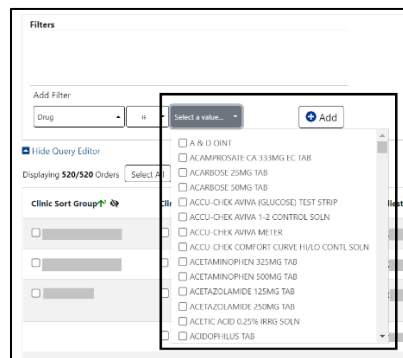 Filters
Add Filter
Drug is Select a value... Add
Hide Query Editor
Displaying 520/520 Orders Select All
Clinic Sort Group
A & D OINT
ACAMPROSATE CA 333MG EC TAB
ACARBOSE 25MG TAB
ACARBOSE 50MG TAB
ACCU-CHEK AVIVA (GLUCOSE) TEST STRIP
ACCU-CHEK AVIVA 1-2 CONTROL SOLN
ACCU-CHEK AVIVA METER
ACCU-CHEK COMFORT CURVE HI/LO CONTL SOLN
ACETAMINOPHEN 325MG TAB
ACETAMINOPHEN 500MG TAB
ACETAZOLAMIDE 125MG TAB
ACETAZOLAMIDE 250MG TAB
ACETIC ACID 0.25% IRRG SOLN
ACIDOPHILUS TAB